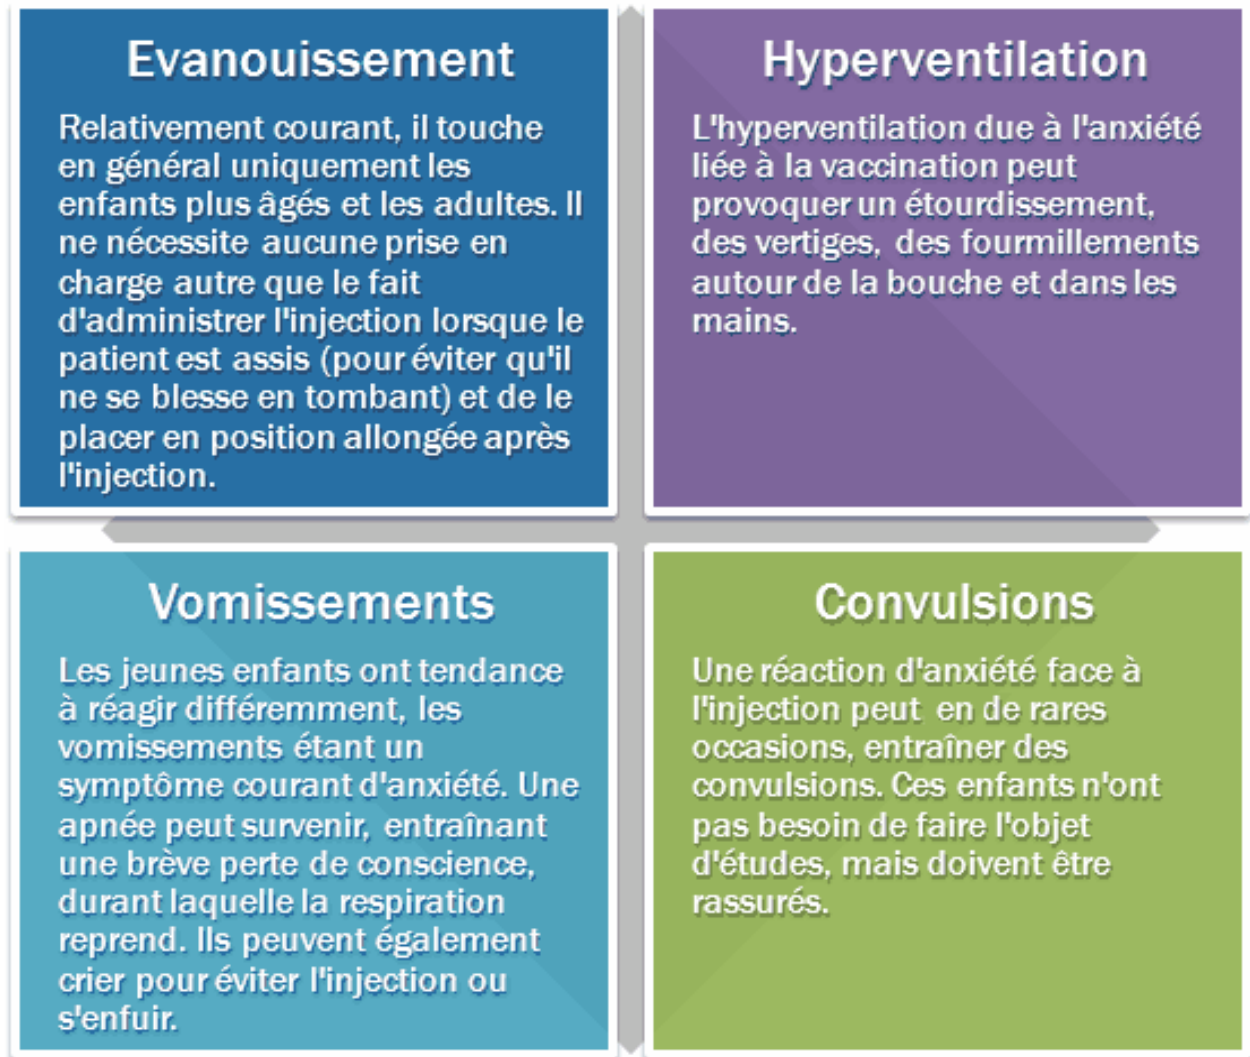 Evanouissement
Relativement courant, il touche
en général uniquement les
enfants plus âgés et les adultes. Il
ne nécessite aucune prise en
charge autre que le fait
d'administrer l'injection lorsque le
patient est assis (pour éviter qu'il
ne se blesse en tombant) et de le
placer en position allongée après
l'injection.
Hyperventilation
L'hyperventilation due à l'anxiété
liée à la vaccination peut
provoquer un étourdissement,
des vertiges, des fourmillements
autour de la bouche et dans les
mains.
Vomissements
Les jeunes enfants ont tendance
à réagir différemment, les
vomissements étant un
symptôme courant d'anxiété. Une
apnée peut survenir, entraînant
une brève perte de conscience,
durant laquelle la respiration
reprend. Ils peuvent également
crier pour éviter l'injection ou
s'enfuir.
Convulsions
Une réaction d'anxiété face à
l'injection peut en de rares
occasions, entraîner des
convulsions. Ces enfants n'ont
pas besoin de faire l'objet
d'études, mais doivent être
rassurés.